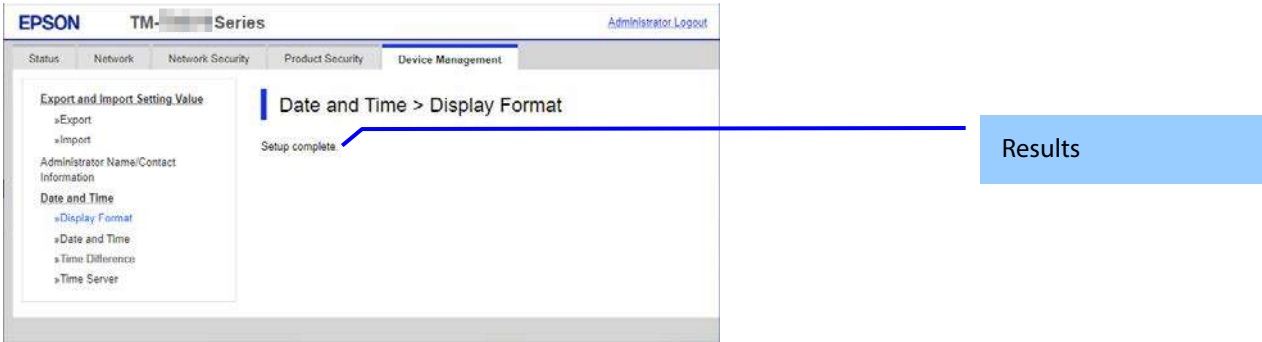 EPSON TM- Series Administrator Logout
Status Network Network Security Product Security Device Management
Export and Import Setting Value
»Export
»Import
Administrator Name/Contact
Information
Date and Time
»Display Format
»Date and Time
»Time Difference
»Time Server
Date and Time > Display Format
Setup complete.
Results